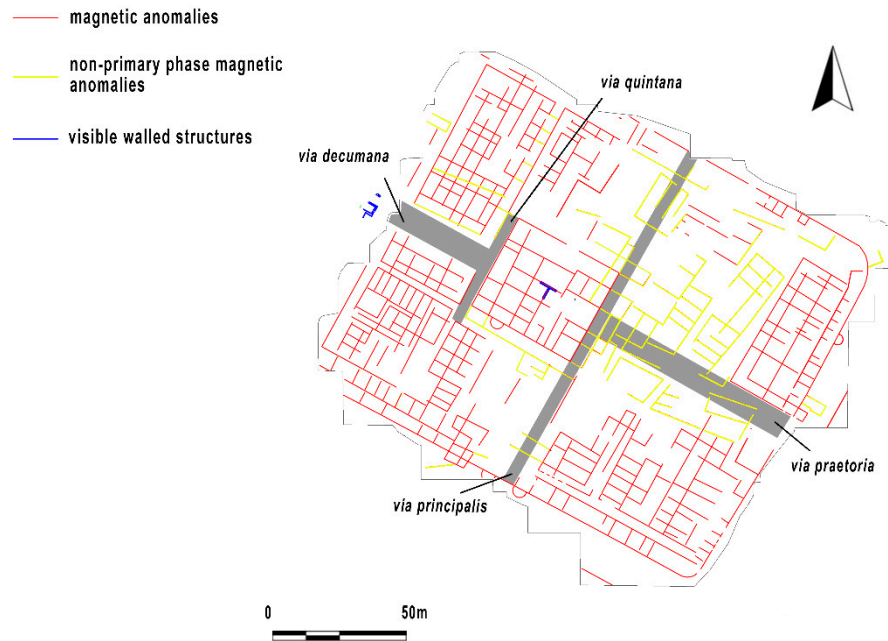 magnetic anomalies
non-primary phase magnetic
anomalies
visible walled structures
via quintana
via decumana
via principalis
via praetoria
0
50m